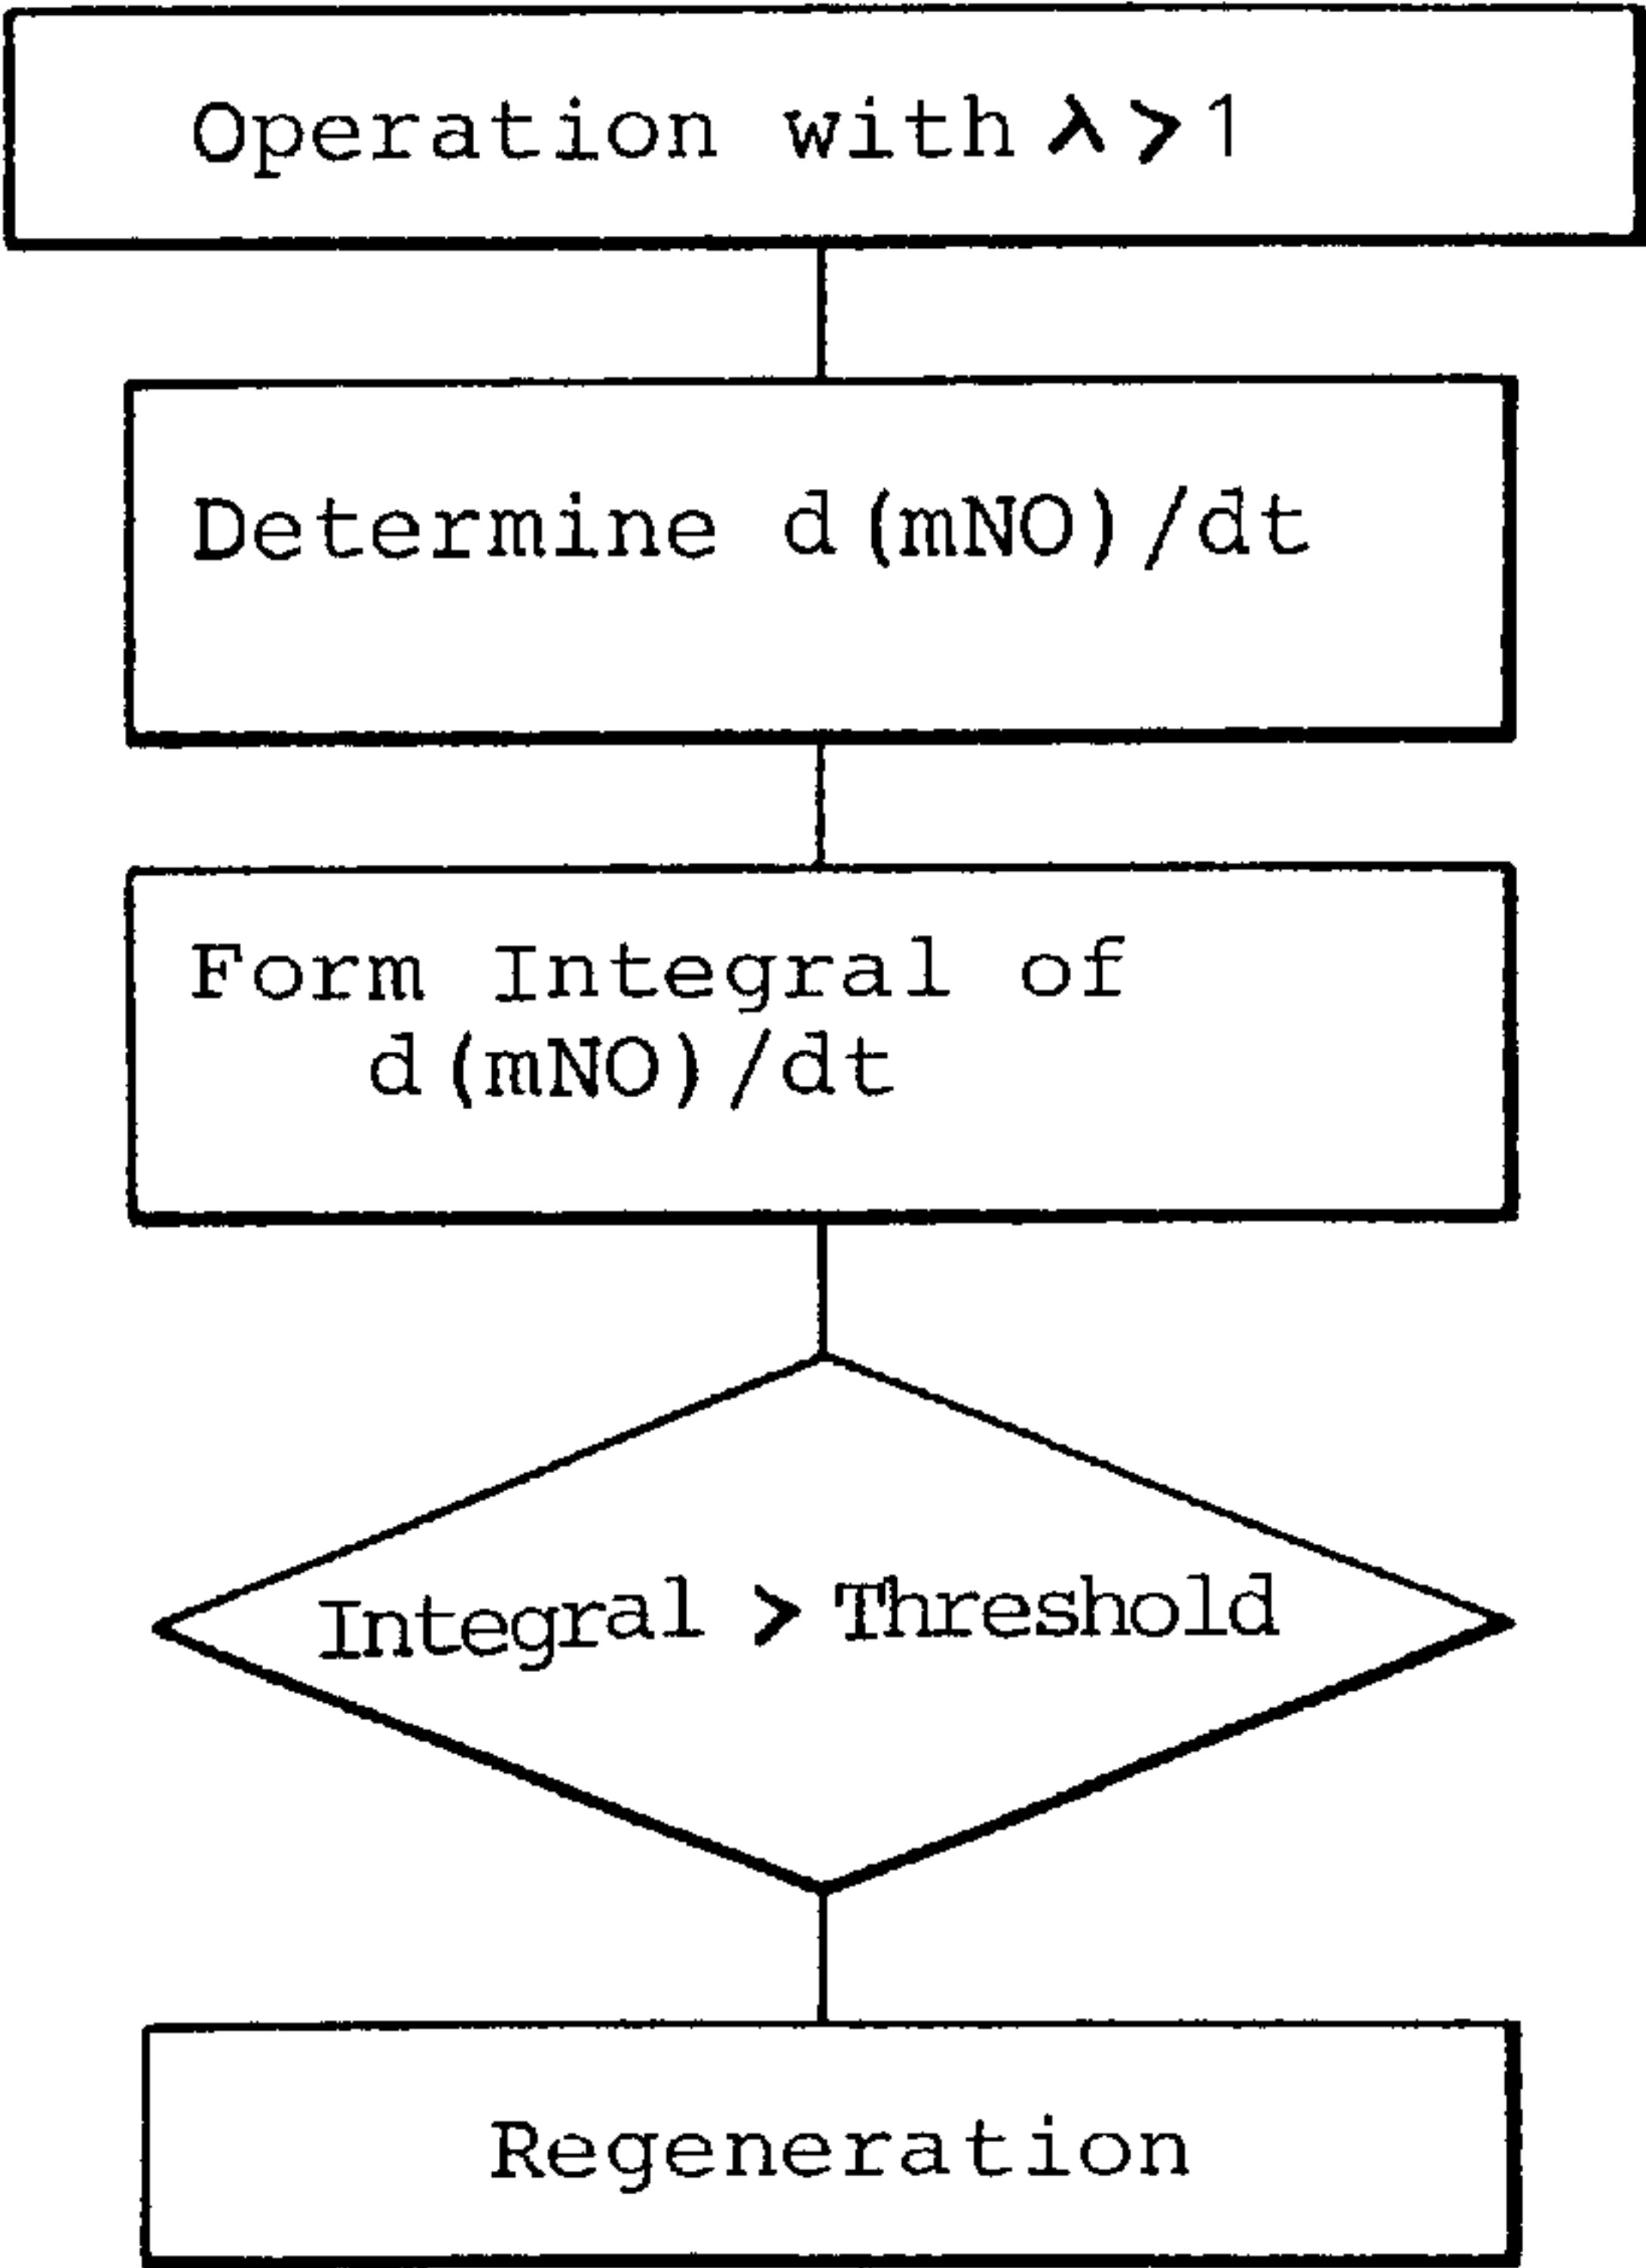 Operation with λ > 1
Determine d(mNO)/dt
Form Integral of
d(mNO)/dt
Integral > Threshold
Regeneration